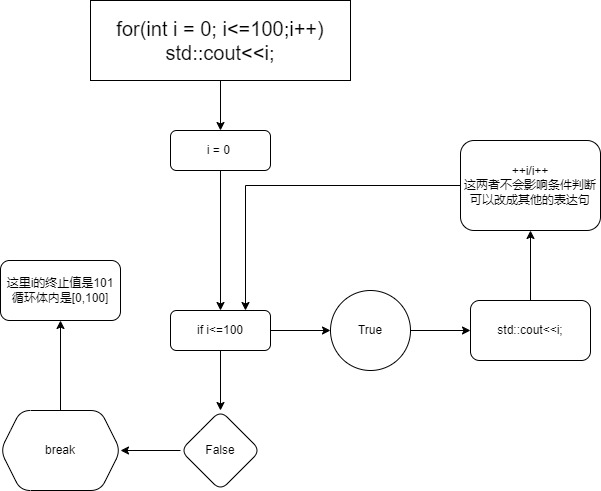 for(int i = 0; i<=100;i++)
std::cout<<i;
i = 0
++i/i++
这两者不会影响条件判断
可以改成其他的表达句
这里i的终止值是101
循环体内是[0,100]
if i<=100
True
std::cout<<i;
False
break